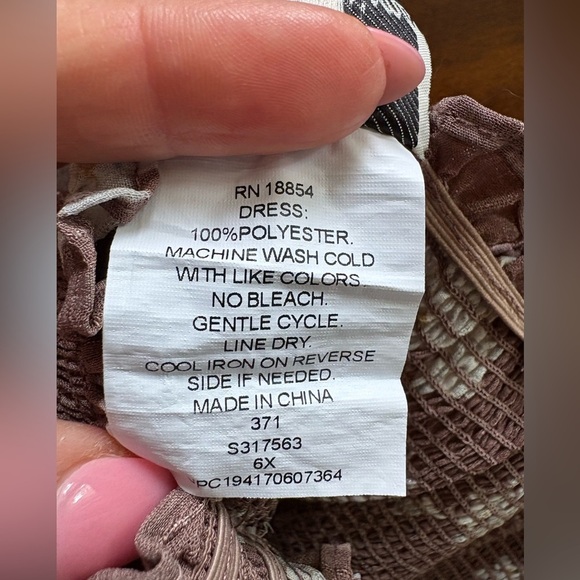 RN 18854
DRESS:
100%POLYESTER.
MACHINE WASH COLD
WITH LIKE COLORS.
NO BLEACH.
GENTLE CYCLE.
LINE DRY.
COOL IRON ON REVERSE
SIDE IF NEEDED.
MADE IN CHINA
371
S317563
6X
PC194170607364